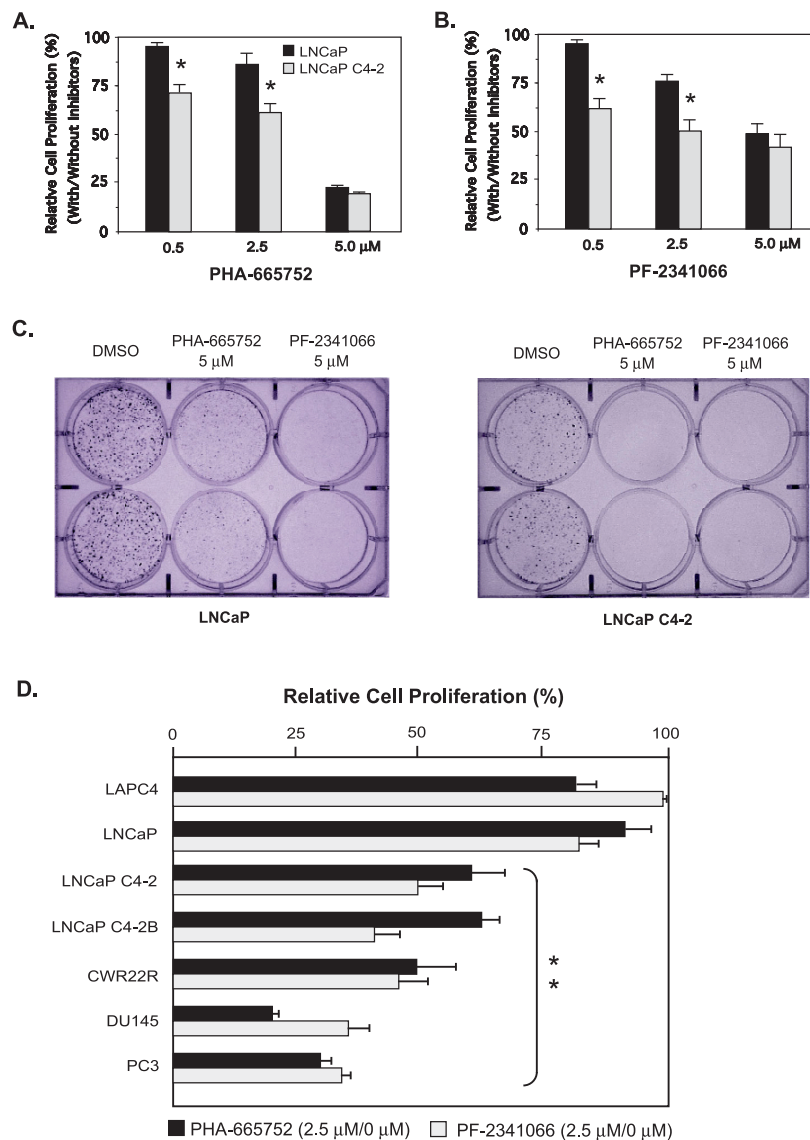 A.
Relative Cell Proliferation (%)
(With/Without Inhibitors)
100
75
50
25
0
*
*
LNCaP
LNCaP C4-2
0.5
2.5
5.0 μM
PHA-665752
B.
Relative Cell Proliferation (%)
(With/Without Inhibitors)
100
75
50
25
0
*
*
0.5
2.5
5.0 μM
PF-2341066
C.
DMSO
PHA-665752
5 μM
PF-2341066
5 μM
LNCaP
DMSO
PHA-665752
5 μM
PF-2341066
5 μM
LNCaP C4-2
D.
Relative Cell Proliferation (%)
0 25 50 75 100
LAPC4
LNCaP
LNCaP C4-2
LNCaP C4-2B
CWR22R
DU145
PC3
*
*
PHA-665752 (2.5 μM/0 μM)
PF-2341066 (2.5 μM/0 μM)